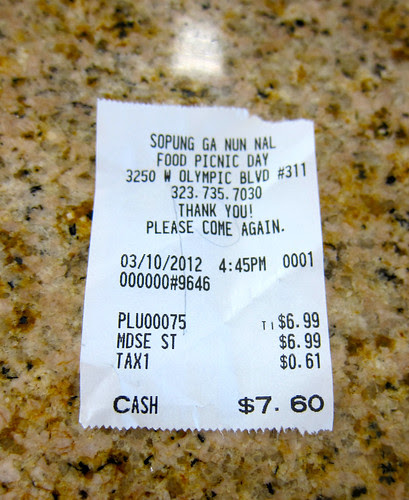 SOPUNG GA NUN NAL
FOOD PICNIC DAY
3250 W OLYMPIC BLVD #311
323.735.7030
THANK YOU!
PLEASE COME AGAIN.
03/10/2012 4:45PM 0001
000000#9646
PLU00075 T1 $6.99
MDSE ST $6.99
TAX1 $0.61
CASH $7.60